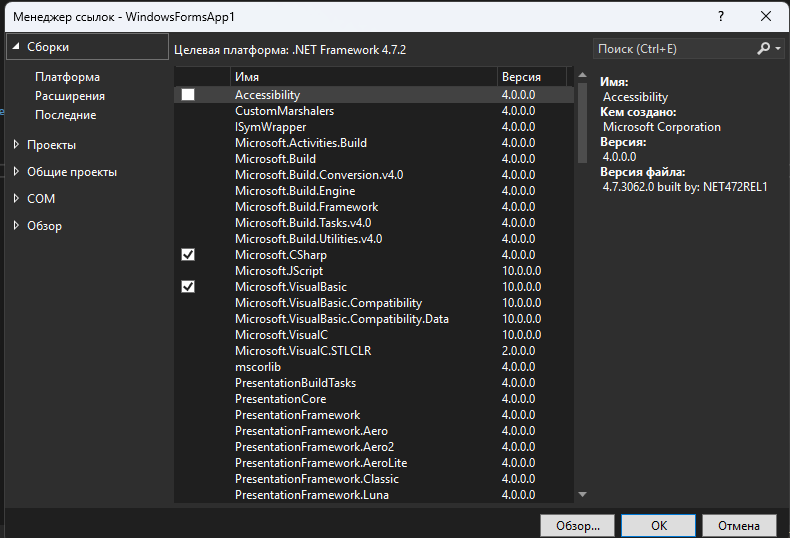 Менеджер ссылок - WindowsFormsApp1
Сборки
Платформа
Расширения
Последние
Проекты
Общие проекты
COM
Обзор
Целевая платформа: .NET Framework 4.7.2
Поиск (Ctrl+E)
Имя Версия
Accessibility 4.0.0.0
CustomMarshalers 4.0.0.0
ISymWrapper 4.0.0.0
Microsoft.Activities.Build 4.0.0.0
Microsoft.Build 4.0.0.0
Microsoft.Build.Conversion.v4.0 4.0.0.0
Microsoft.Build.Engine 4.0.0.0
Microsoft.Build.Framework 4.0.0.0
Microsoft.Build.Tasks.v4.0 4.0.0.0
Microsoft.Build.Utilities.v4.0 4.0.0.0
Microsoft.CSharp 4.0.0.0
Microsoft.JScript 10.0.0.0
Microsoft.VisualBasic 10.0.0.0
Microsoft.VisualBasic.Compatibility 10.0.0.0
Microsoft.VisualBasic.Compatibility.Data 10.0.0.0
Microsoft.VisualC 10.0.0.0
Microsoft.VisualC.STLCLR 2.0.0.0
mscorlib 4.0.0.0
PresentationBuildTasks 4.0.0.0
PresentationCore 4.0.0.0
PresentationFramework 4.0.0.0
PresentationFramework.Aero 4.0.0.0
PresentationFramework.Aero2 4.0.0.0
PresentationFramework.AeroLite 4.0.0.0
PresentationFramework.Classic 4.0.0.0
PresentationFramework.Luna 4.0.0.0
Имя:
Accessibility
Кем создано:
Microsoft Corporation
Версия:
4.0.0.0
Версия файла:
4.7.3062.0 built by: NET472REL1
Обзор... OK Отмена